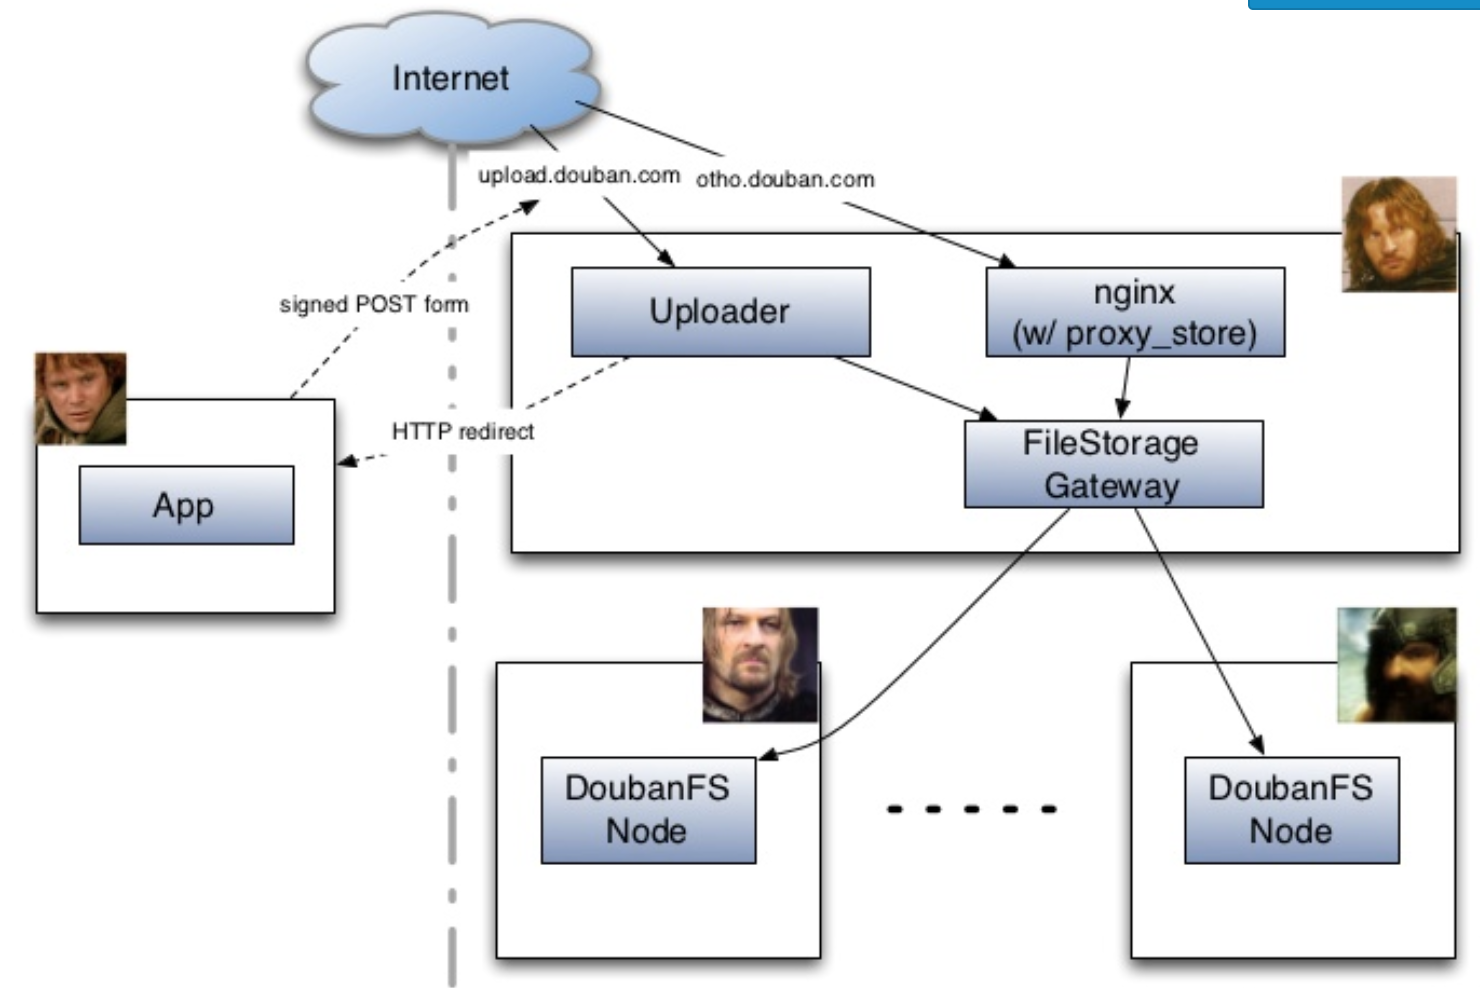 Internet
upload.douban.com
otho.douban.com
signed POST form
Uploader
nginx
(w/ proxy_store)
HTTP redirect
FileStorage
Gateway
App
DoubanFS
Node
DoubanFS
Node